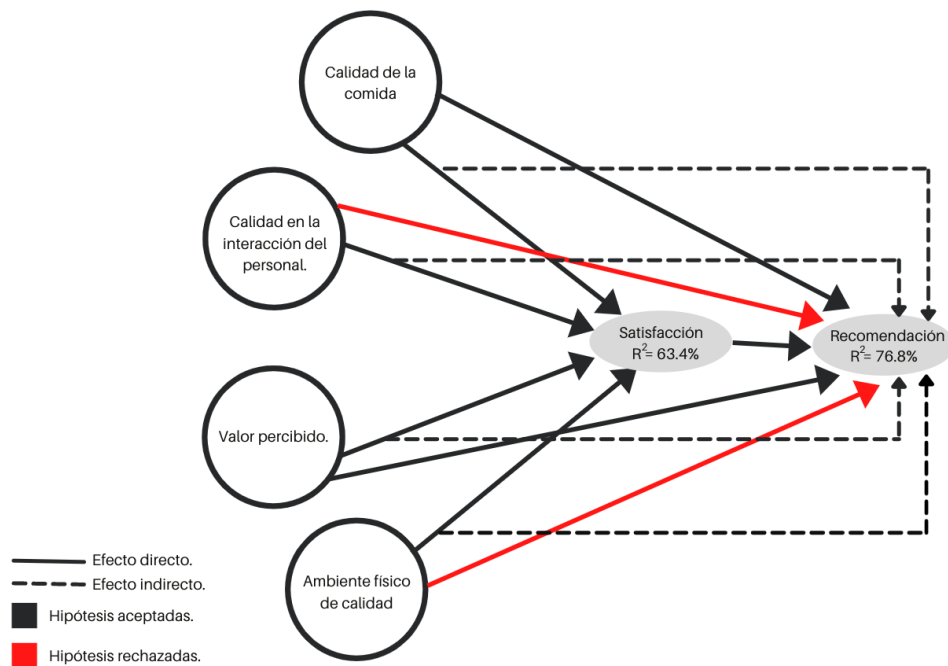 Calidad de la
comida
Calidad en la
interacción del
personal.
Satisfacción
R²= 63.4%
Recomendación
R²= 76.8%
Valor percibido.
Ambiente físico
de calidad
Efecto directo.
Efecto indirecto.
Hipótesis aceptadas.
Hipótesis rechazadas.